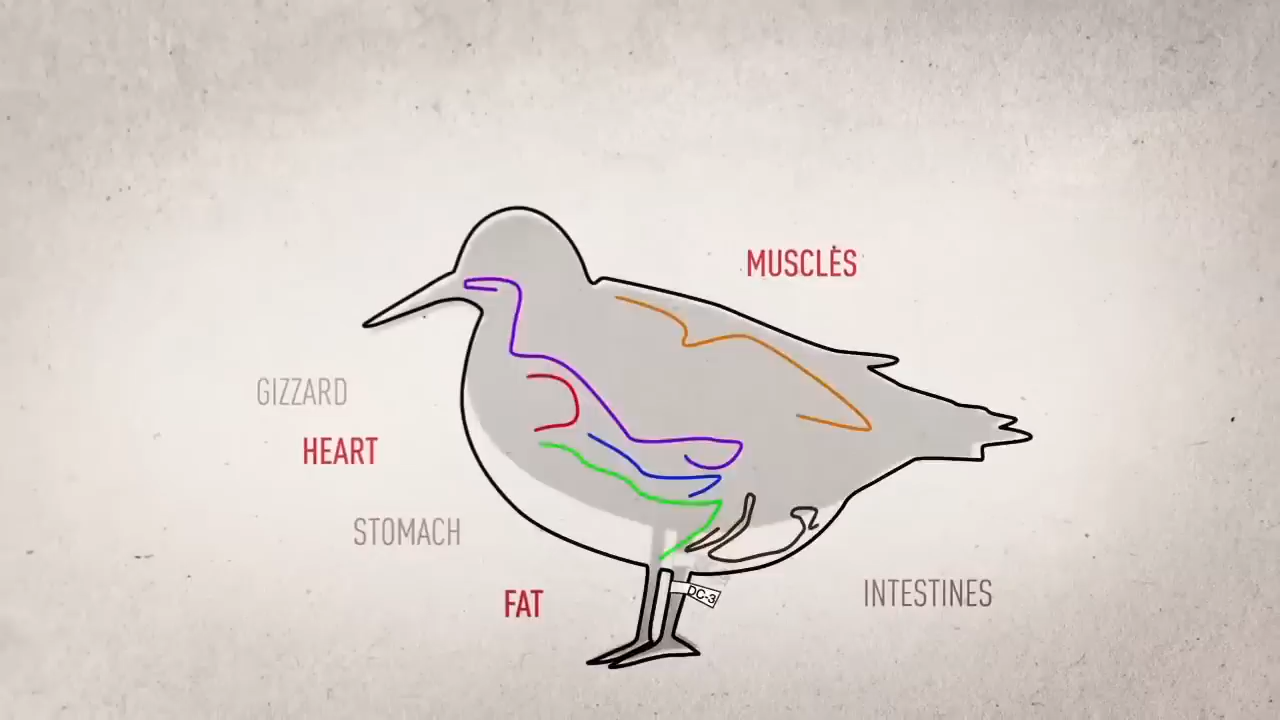 MUSCLES
GIZZARD
HEART
STOMACH
INTESTINES
FAT
DC-3